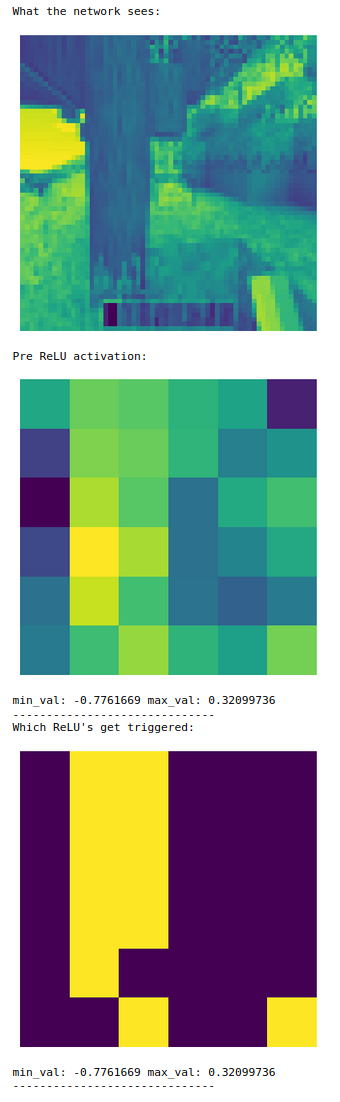 What the network sees:
Pre ReLU activation:
min_val: -0.7761669 max_val: 0.32099736
------------------------------
Which ReLU's get triggered:
min_val: -0.7761669 max_val: 0.32099736
------------------------------